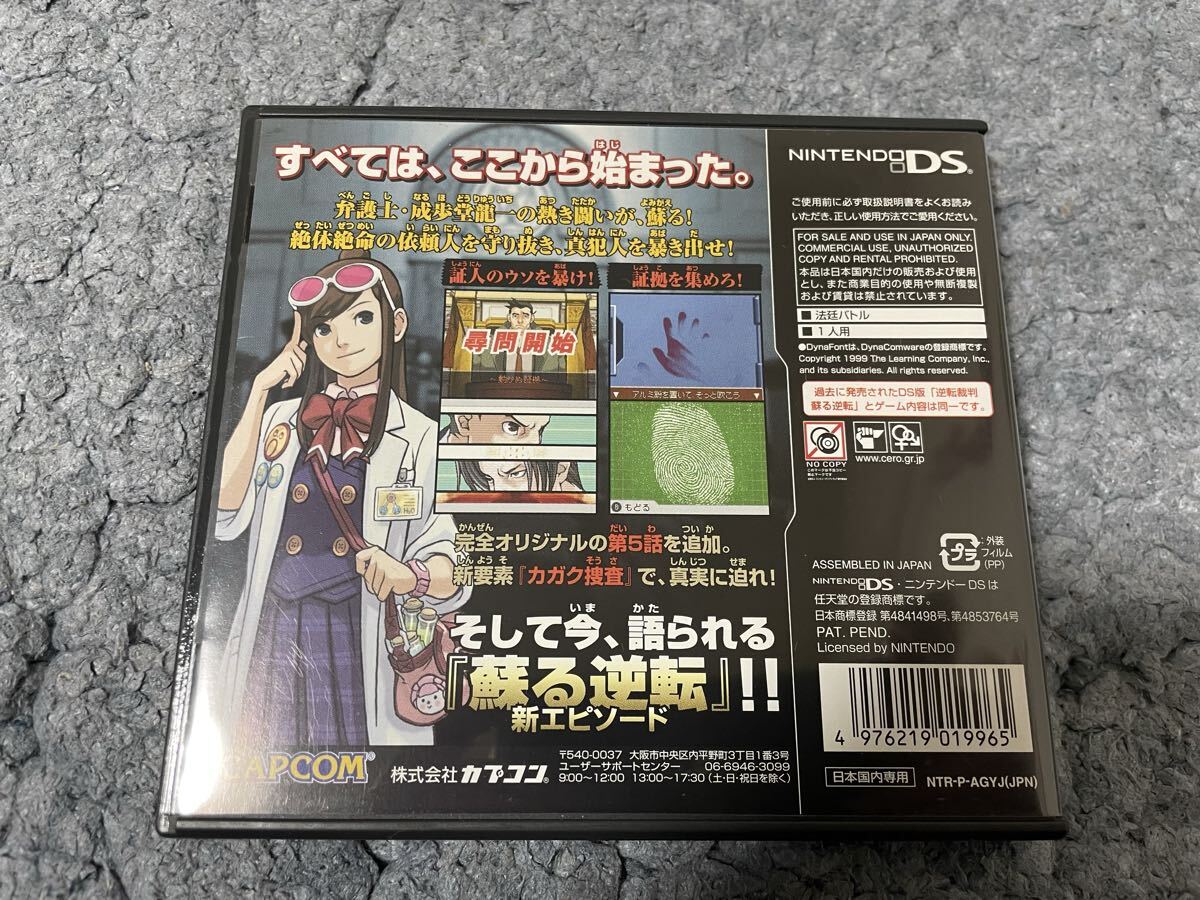 すべては、ここから始まった。
弁護士・成歩堂龍一の熱き闘いが、蘇る!
絶体絶命の依頼人を守り抜き、真犯人を暴き出せ!
証人のウソを暴け!
尋問開始
証拠を集めろ!
アルミ粉を置いて、そっと吹こう
もどる
完全オリジナルの第5話を追加。
新要素『カガク捜査』で、真実に迫れ!
そして今、語られる
『蘇る逆転』!!
新エピソード
CAPCOM
株式会社カプコン
〒540-0037 大阪市中央区内平野町3丁目1番3号
ユーザーサポートセンター 06-6946-3099
9:00~12:00 13:00~17:30 (土・日・祝日を除く)
NINTENDO DS
ご使用前に必ず取扱説明書をよくお読み
いただき、正しい使用方法でご愛用ください。
FOR SALE AND USE IN JAPAN ONLY.
COMMERCIAL USE, UNAUTHORIZED
COPY AND RENTAL PROHIBITED.
本品は日本国内だけの販売および使用
とし、また商業目的の使用や無断複製
および賃貸は禁止されています。
■ 法廷バトル
■ 1人用
●DynaFontは、DynaComwareの登録商標です。
Copyright 1999 The Learning Company, Inc.,
and its subsidiaries. All rights reserved.
過去に発売されたDS版「逆転裁判
蘇る逆転」とゲーム内容は同一です。
NO COPY
www.cero.gr.jp
プラ
:外装
フィルム
(PP)
ASSEMBLED IN JAPAN
NINTENDO DS・ニンテンドーDSは
任天堂の登録商標です。
日本商標登録 第4841498号、第4853764号
PAT. PEND.
Licensed by NINTENDO
4 976219 019965
日本国内専用
NTR-P-AGYJ(JPN)